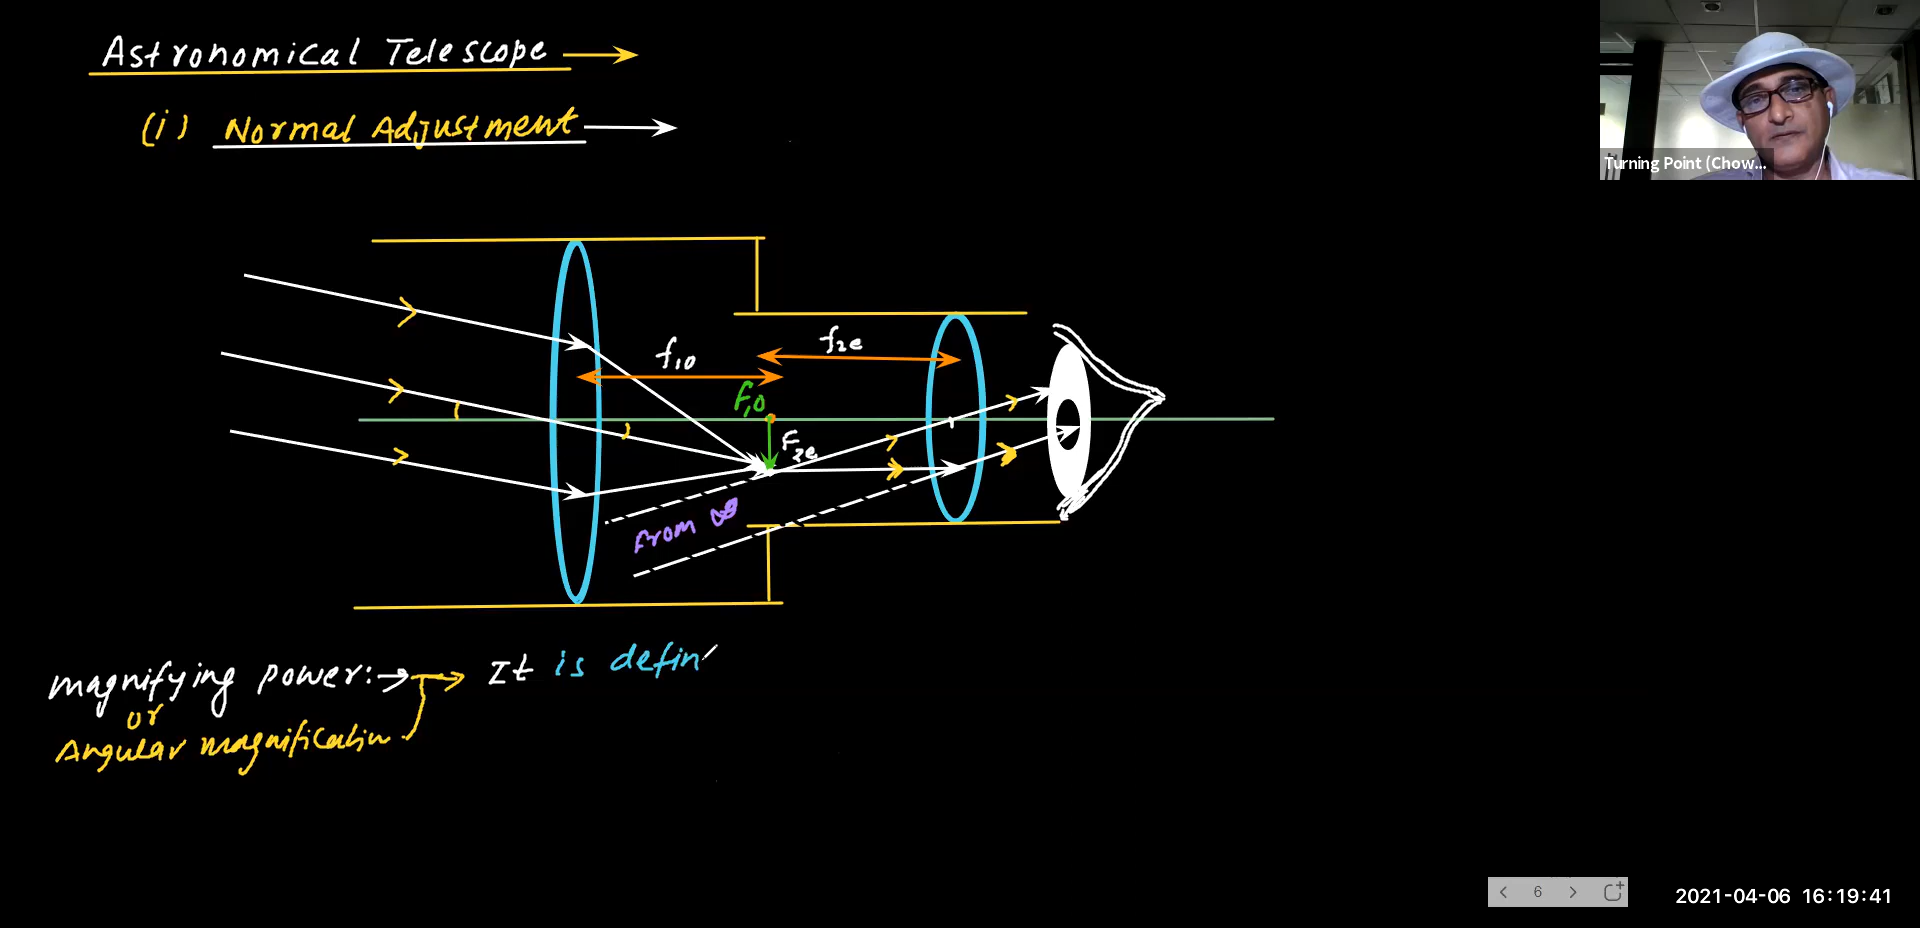 Astronomical Telescope
(i) Normal Adjustment
Turning Point (Chow...
f1o
f2e
F1o
F2e
From ∞
magnifying power:→ It is defin
or
Angular magnification
6
2021-04-06 16:19:41